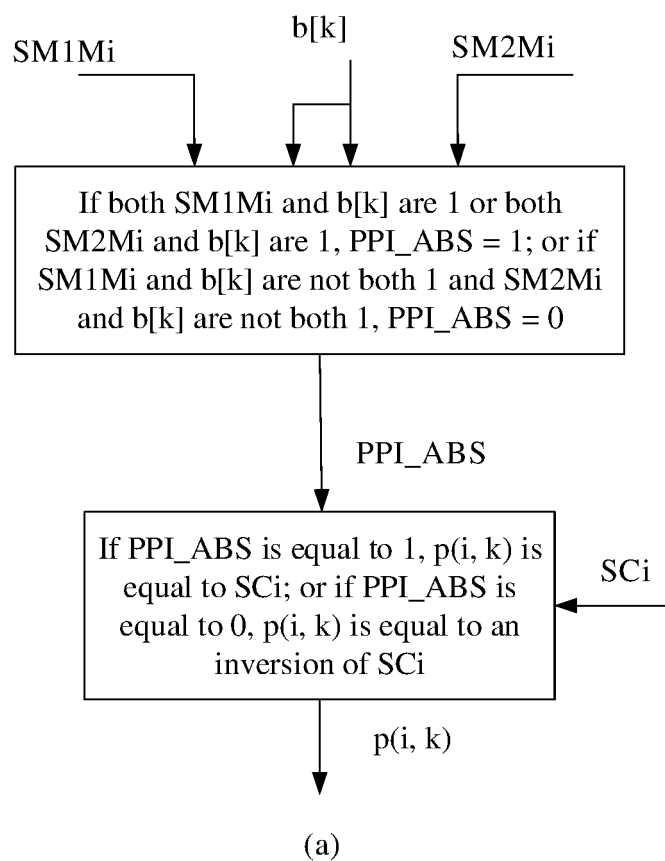 b[k]
SM1Mi
SM2Mi
If both SM1Mi and b[k] are 1 or both
SM2Mi and b[k] are 1, PPI_ABS = 1; or if
SM1Mi and b[k] are not both 1 and SM2Mi
and b[k] are not both 1, PPI_ABS = 0
PPI_ABS
If PPI_ABS is equal to 1, p(i, k) is
equal to SCi; or if PPI_ABS is
equal to 0, p(i, k) is equal to an
inversion of SCi
SCi
p(i, k)
(a)